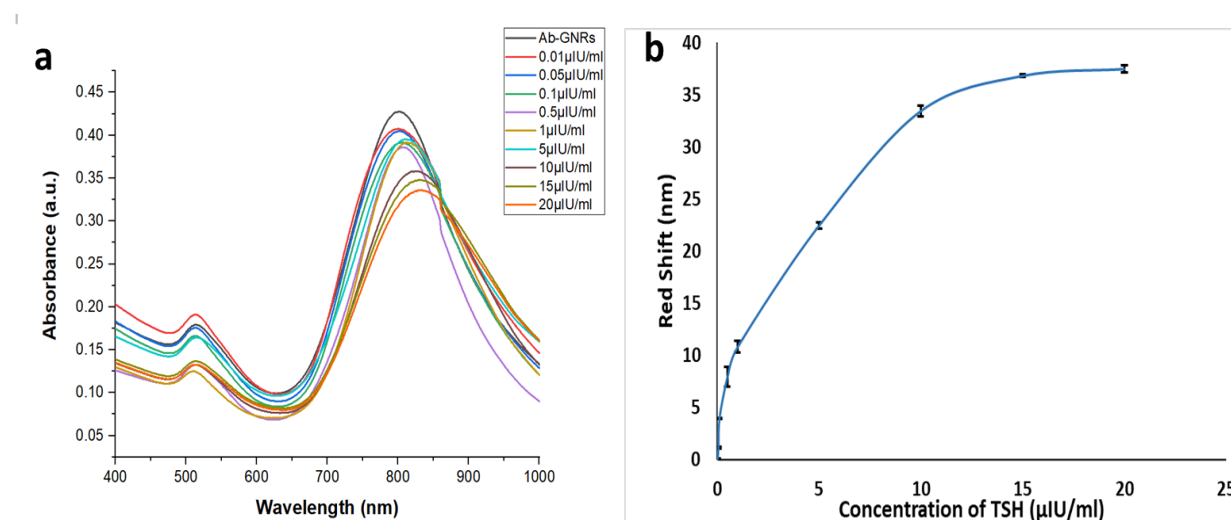 a
Ab-GNRs
0.01µIU/ml
0.05µIU/ml
0.1µIU/ml
0.5µIU/ml
1µIU/ml
5µIU/ml
10µIU/ml
15µIU/ml
20µIU/ml
0.45
0.40
0.35
0.30
0.25
0.20
0.15
0.10
0.05
Absorbance (a.u.)
400 500 600 700 800 900 1000
Wavelength (nm)
b
40
35
30
25
20
15
10
5
0
Red Shift (nm)
0 5 10 15 20 25
Concentration of TSH (µIU/ml)